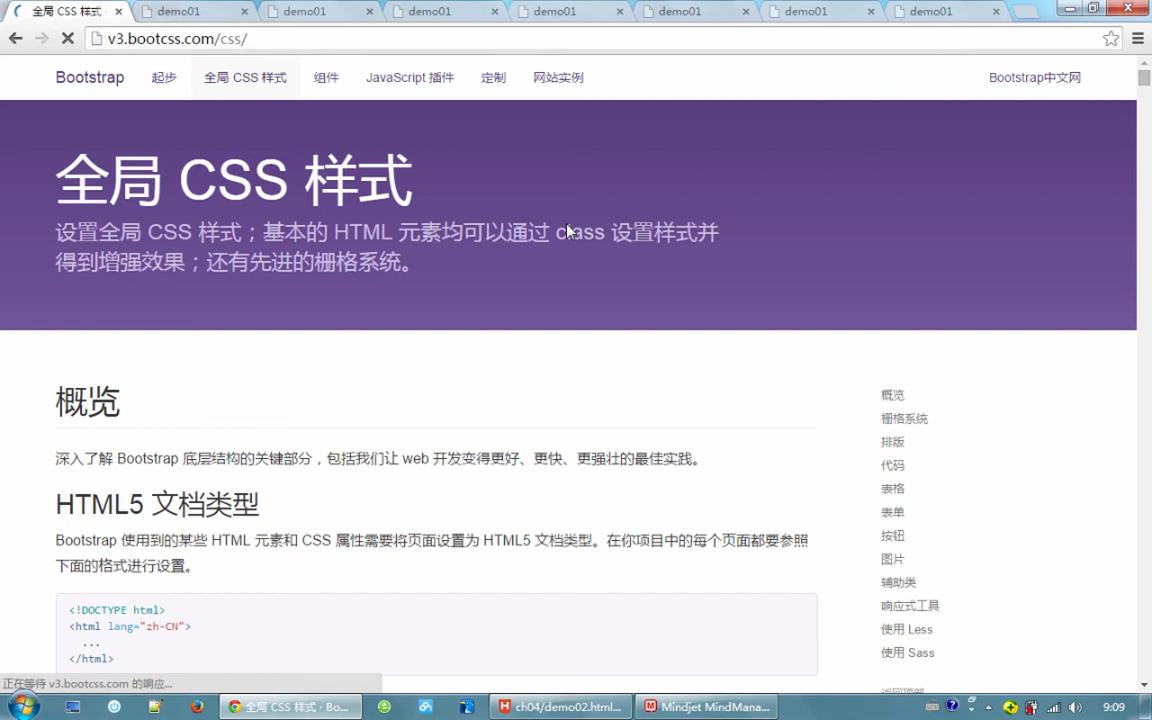 全局 CSS 样式
demo01
demo01
demo01
demo01
demo01
demo01
demo01
v3.bootcss.com/css/
Bootstrap 起步 全局 CSS 样式 组件 JavaScript 插件 定制 网站实例 Bootstrap中文网
全局 CSS 样式
设置全局 CSS 样式；基本的 HTML 元素均可以通过 class 设置样式并
得到增强效果；还有先进的栅格系统。
概览
深入了解 Bootstrap 底层结构的关键部分，包括我们让 web 开发变得更好、更快、更强壮的最佳实践。
HTML5 文档类型
Bootstrap 使用到的某些 HTML 元素和 CSS 属性需要将页面设置为 HTML5 文档类型。在你项目中的每个页面都要参照
下面的格式进行设置。
<!DOCTYPE html>
<html lang="zh-CN">
...
</html>
概览
栅格系统
排版
代码
表格
表单
按钮
图片
辅助类
响应式工具
使用 Less
使用 Sass
返回顶部
正在等待 v3.bootcss.com 的响应...
全局 CSS 样式 · Boo...
ch04/demo02.html...
Mindjet MindMana...
9:09